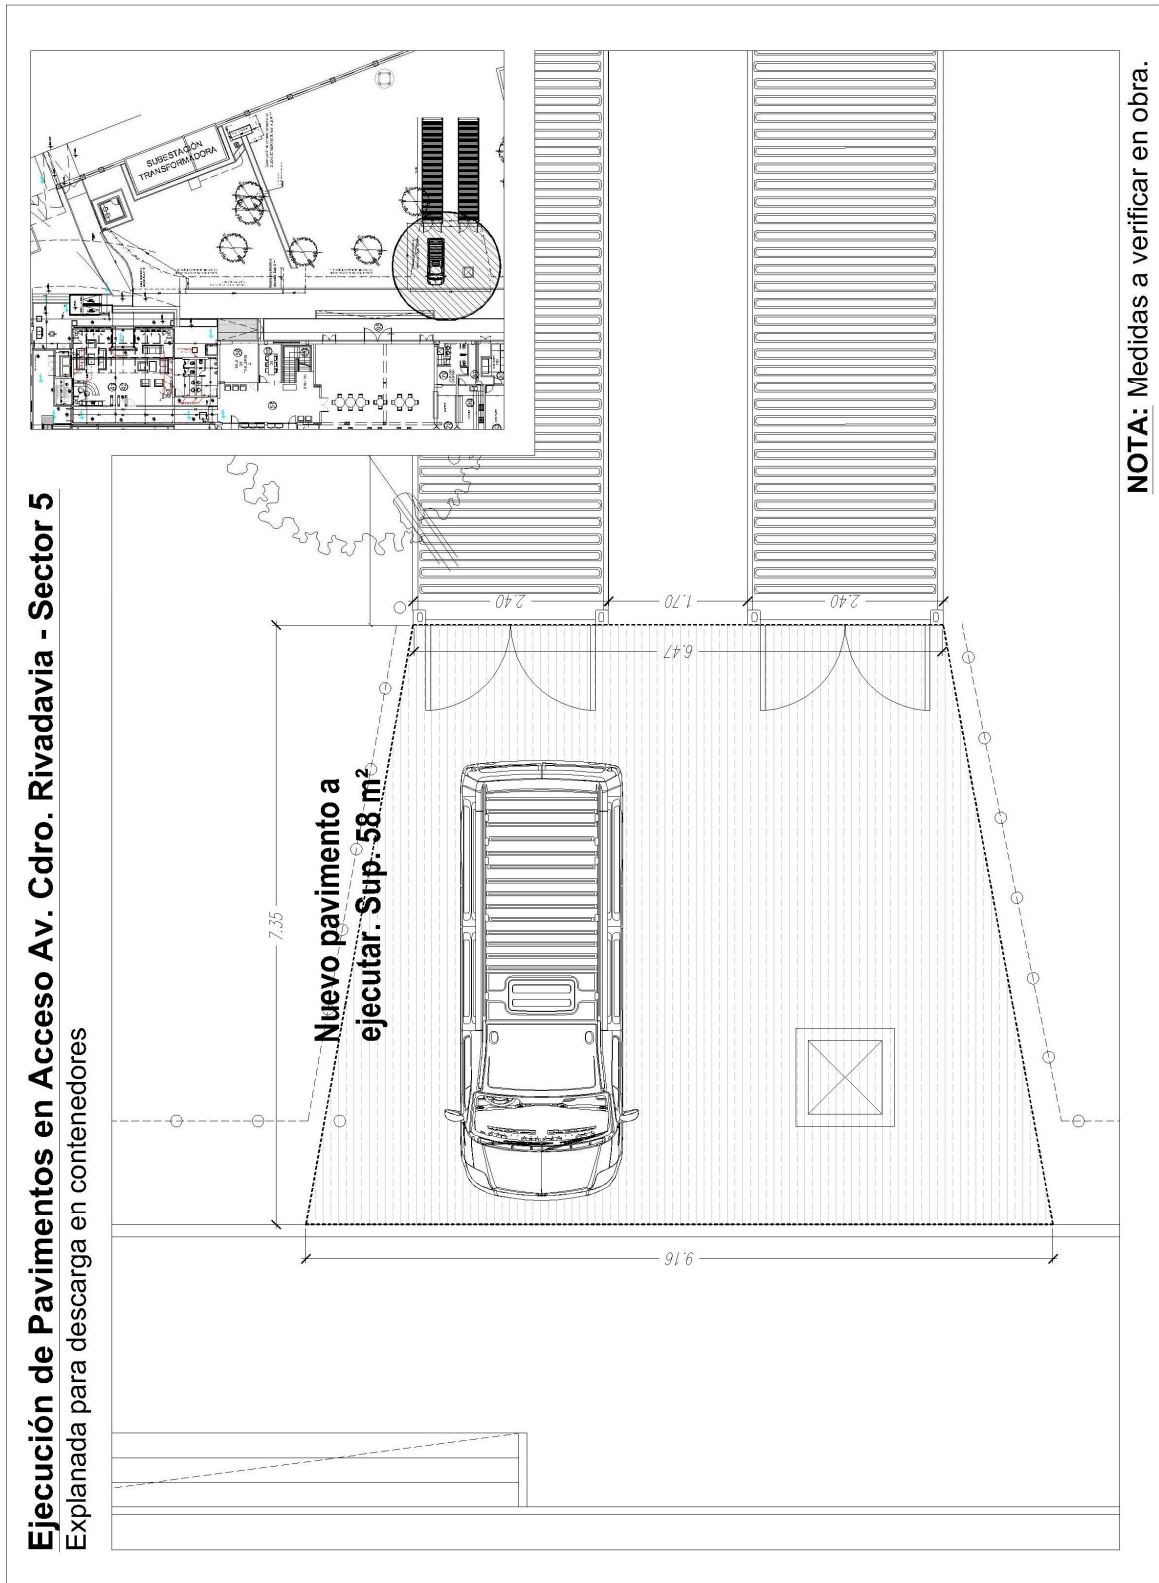 Ejecución de Pavimentos en Acceso Av. Cdro. Rivadavia - Sector 5
Explanada para descarga en contenedores
SUBESTACIÓN
TRANSFORMADORA
Nuevo pavimento a
ejecutar. Sup. 58 m²
7.35
2.40
1.70
2.40
6.47
9.16
NOTA: Medidas a verificar en obra.